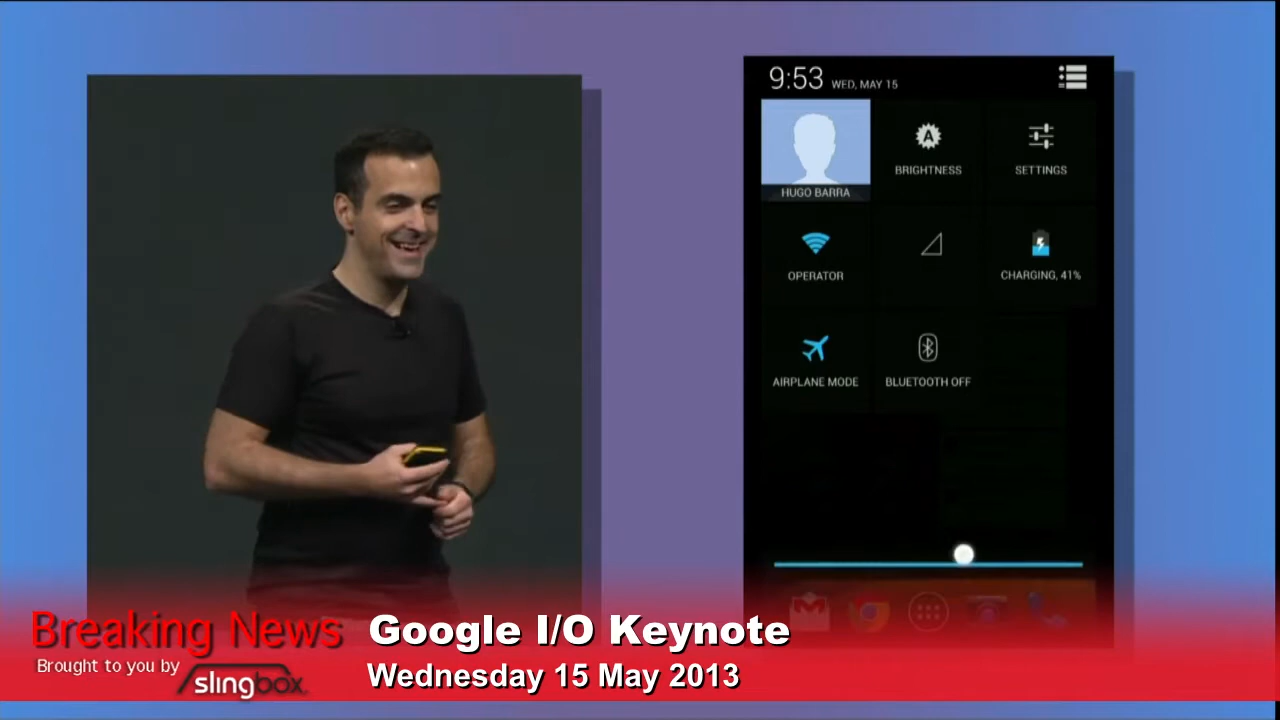 9:53 WED, MAY 15
HUGO BARRA
A
BRIGHTNESS
SETTINGS
OPERATOR
CHARGING, 41%
AIRPLANE MODE
BLUETOOTH OFF
Breaking News
Brought to you by
slingbox
Google I/O Keynote
Wednesday 15 May 2013